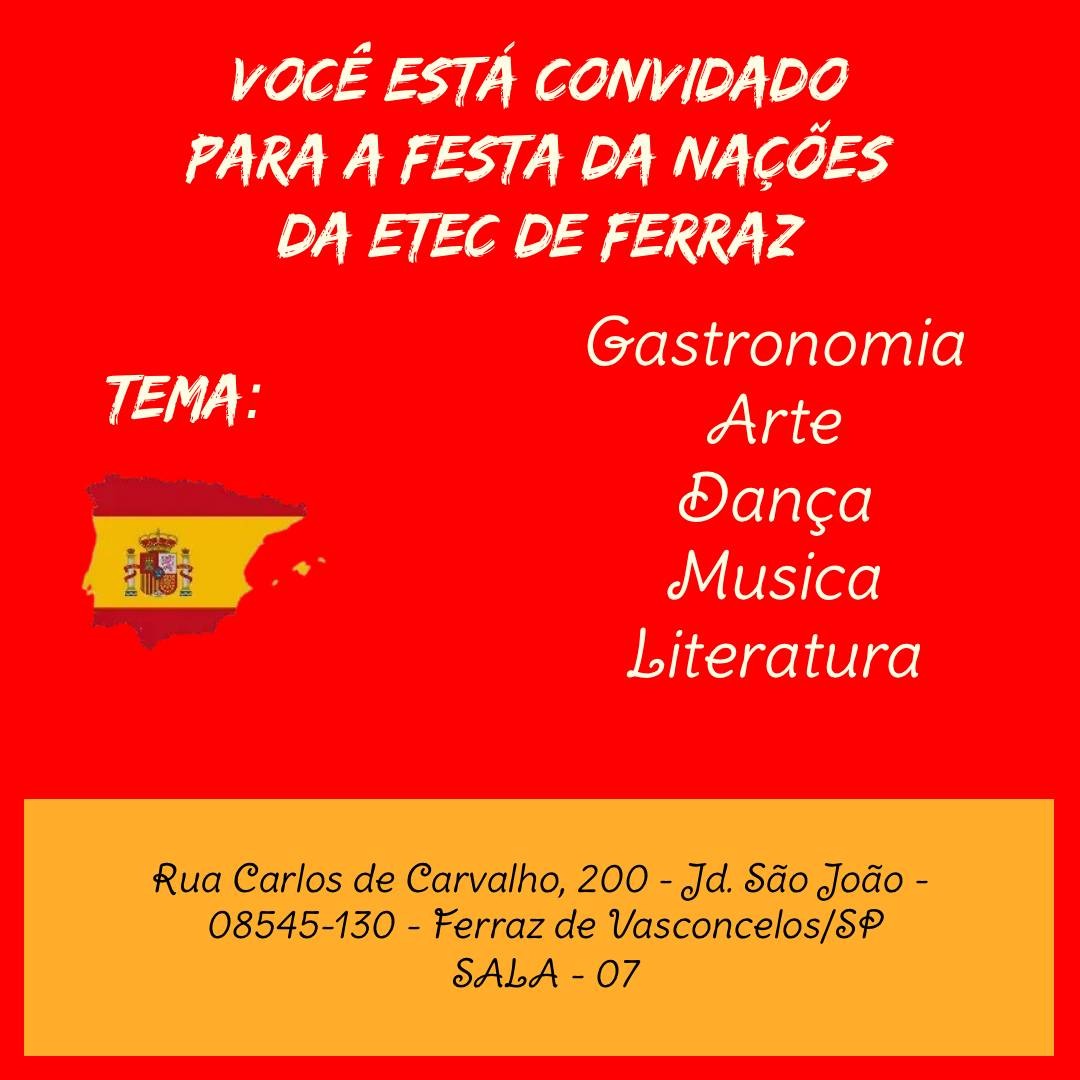 VOCÊ ESTÁ CONVIDADO
PARA A FESTA DA NAÇÕES
DA ETEC DE FERRAZ
TEMA:
Gastronomia
Arte
Dança
Musica
Literatura
Rua Carlos de Carvalho, 200 - Jd. São João -
08545-130 - Ferraz de Vasconcelos/SP
SALA - 07